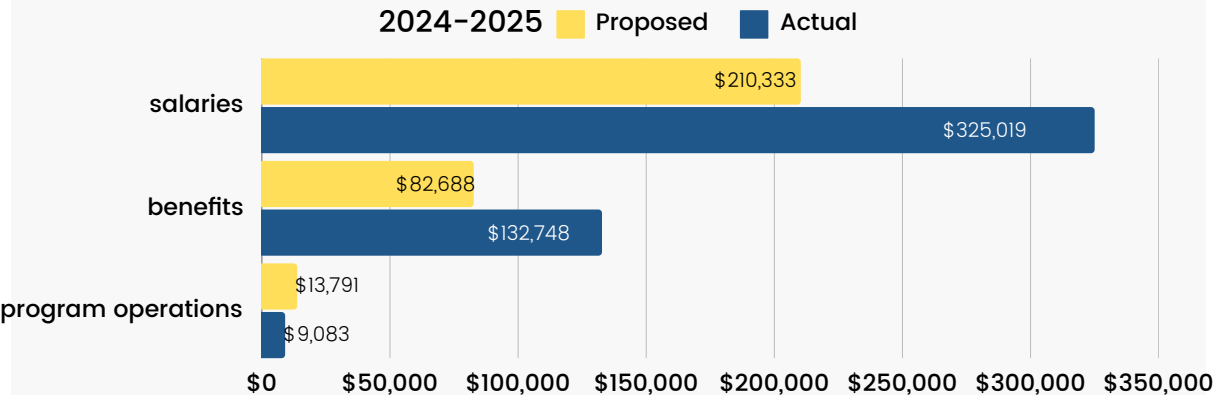 2024-2025 Proposed Actual
salaries
$210,333
$325,019
benefits
$82,688
$132,748
program operations
$13,791
$9,083
$0 $50,000 $100,000 $150,000 $200,000 $250,000 $300,000 $350,000